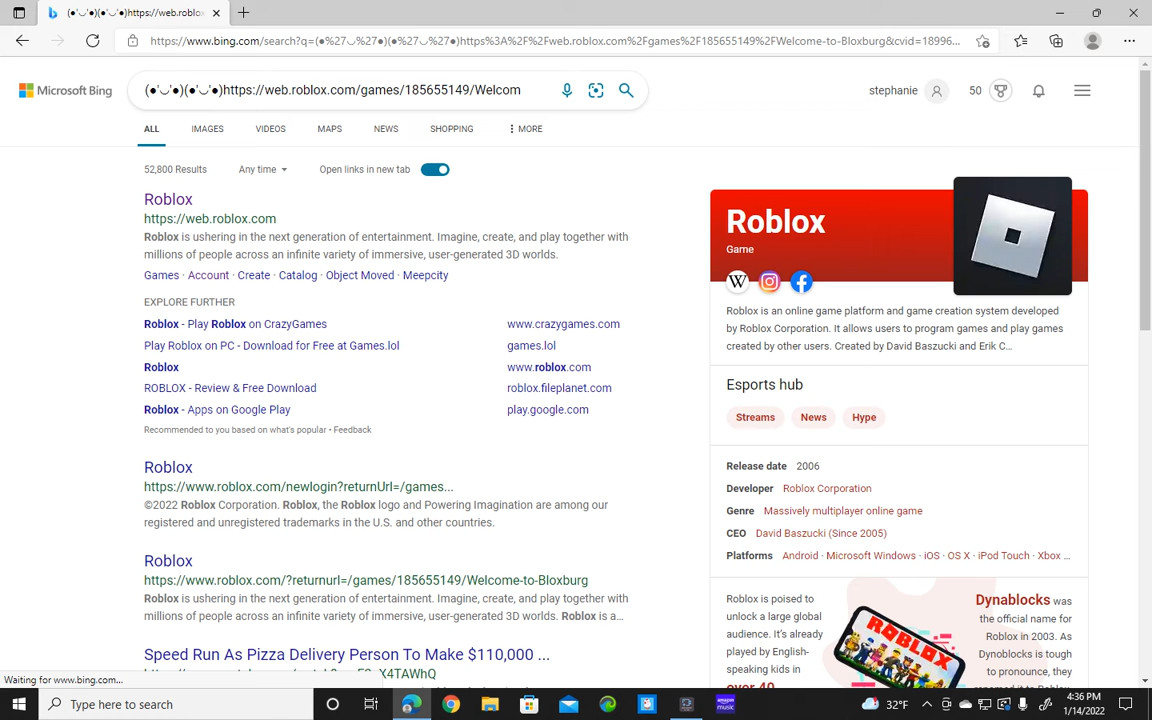 (●'◡'●)(●'◡'●)https://web.roblox
https://www.bing.com/search?q=(●%27◡%27●)(●%27◡%27●)https%3A%2F%2Fweb.roblox.com%2Fgames%2F185655149%2FWelcome-to-Bloxburg&cvid=18996...
Microsoft Bing
(●'◡'●)(●'◡'●)https://web.roblox.com/games/185655149/Welcom
stephanie
50
ALL IMAGES VIDEOS MAPS NEWS SHOPPING MORE
52,800 Results Any time Open links in new tab
Roblox
https://web.roblox.com
Roblox is ushering in the next generation of entertainment. Imagine, create, and play together with
millions of people across an infinite variety of immersive, user-generated 3D worlds.
Games · Account · Create · Catalog · Object Moved · Meepcity
EXPLORE FURTHER
Roblox - Play Roblox on CrazyGames www.crazygames.com
Play Roblox on PC - Download for Free at Games.lol games.lol
Roblox www.roblox.com
ROBLOX - Review & Free Download roblox.fileplanet.com
Roblox - Apps on Google Play play.google.com
Recommended to you based on what's popular • Feedback
Roblox
https://www.roblox.com/newlogin?returnUrl=/games...
©2022 Roblox Corporation. Roblox, the Roblox logo and Powering Imagination are among our
registered and unregistered trademarks in the U.S. and other countries.
Roblox
https://www.roblox.com/?returnurl=/games/185655149/Welcome-to-Bloxburg
Roblox is ushering in the next generation of entertainment. Imagine, create, and play together with
millions of people across an infinite variety of immersive, user-generated 3D worlds. Roblox is a...
Speed Run As Pizza Delivery Person To Make $110,000 ...
X4TAWhQ
Roblox
Game
W
Roblox is an online game platform and game creation system developed
by Roblox Corporation. It allows users to program games and play games
created by other users. Created by David Baszucki and Erik C...
Esports hub
Streams News Hype
Release date 2006
Developer Roblox Corporation
Genre Massively multiplayer online game
CEO David Baszucki (Since 2005)
Platforms Android · Microsoft Windows · iOS · OS X · iPod Touch · Xbox ...
Roblox is poised to
unlock a large global
audience. It's already
played by English-
speaking kids in
over 40
ROBLOX
Dynablocks was
the official name for
Roblox in 2003. As
Dynablocks is tough
to pronounce, they
Waiting for www.bing.com...
Type here to search
music
32°F
4:36 PM
1/14/2022